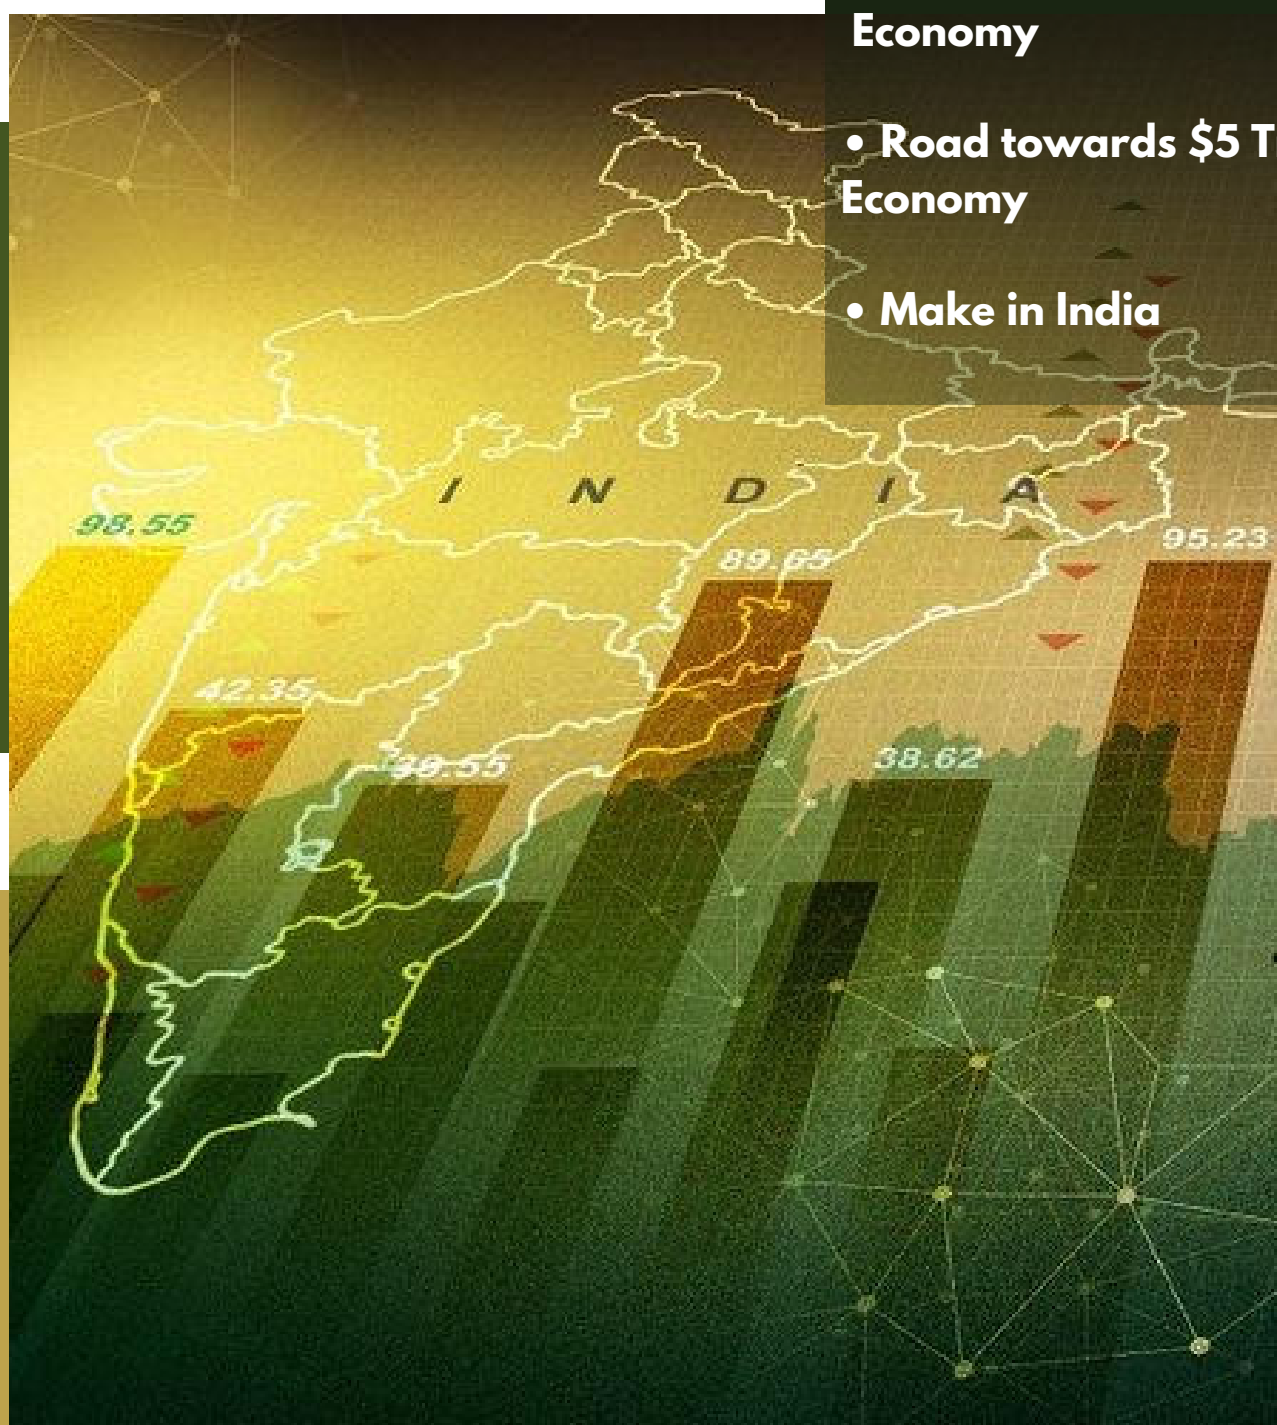 Economy
• Road towards $5 T
Economy
• Make in India
I N D I A
98.55
89.65
95.23
42.35
38.62